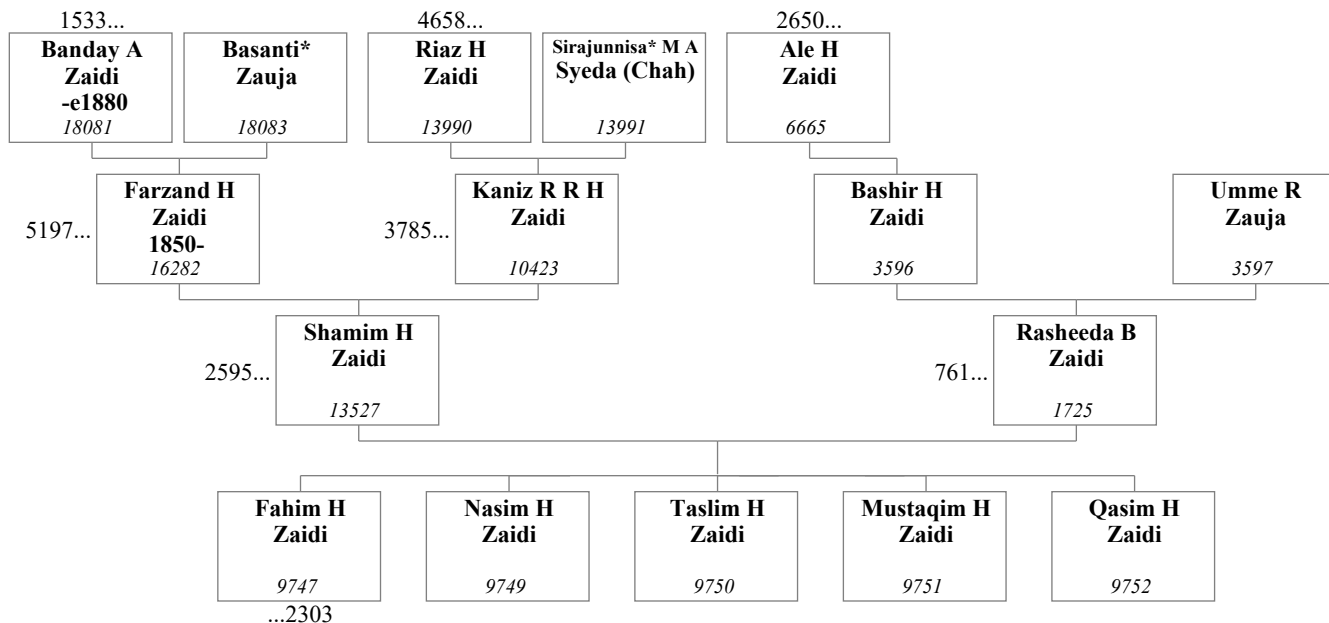 1533...
4658...
2650...
Banday A
Zaidi
-e1880
18081
Basanti*
Zauja
18083
Riaz H
Zaidi
13990
Sirajunnisa* M A
Syeda (Chah)
13991
Ale H
Zaidi
6665
5197...
Farzand H
Zaidi
1850-
16282
3785...
Kaniz R R H
Zaidi
10423
Bashir H
Zaidi
3596
Umme R
Zauja
3597
2595...
Shamim H
Zaidi
13527
761...
Rasheeda B
Zaidi
1725
Fahim H
Zaidi
9747
...2303
Nasim H
Zaidi
9749
Taslim H
Zaidi
9750
Mustaqim H
Zaidi
9751
Qasim H
Zaidi
9752